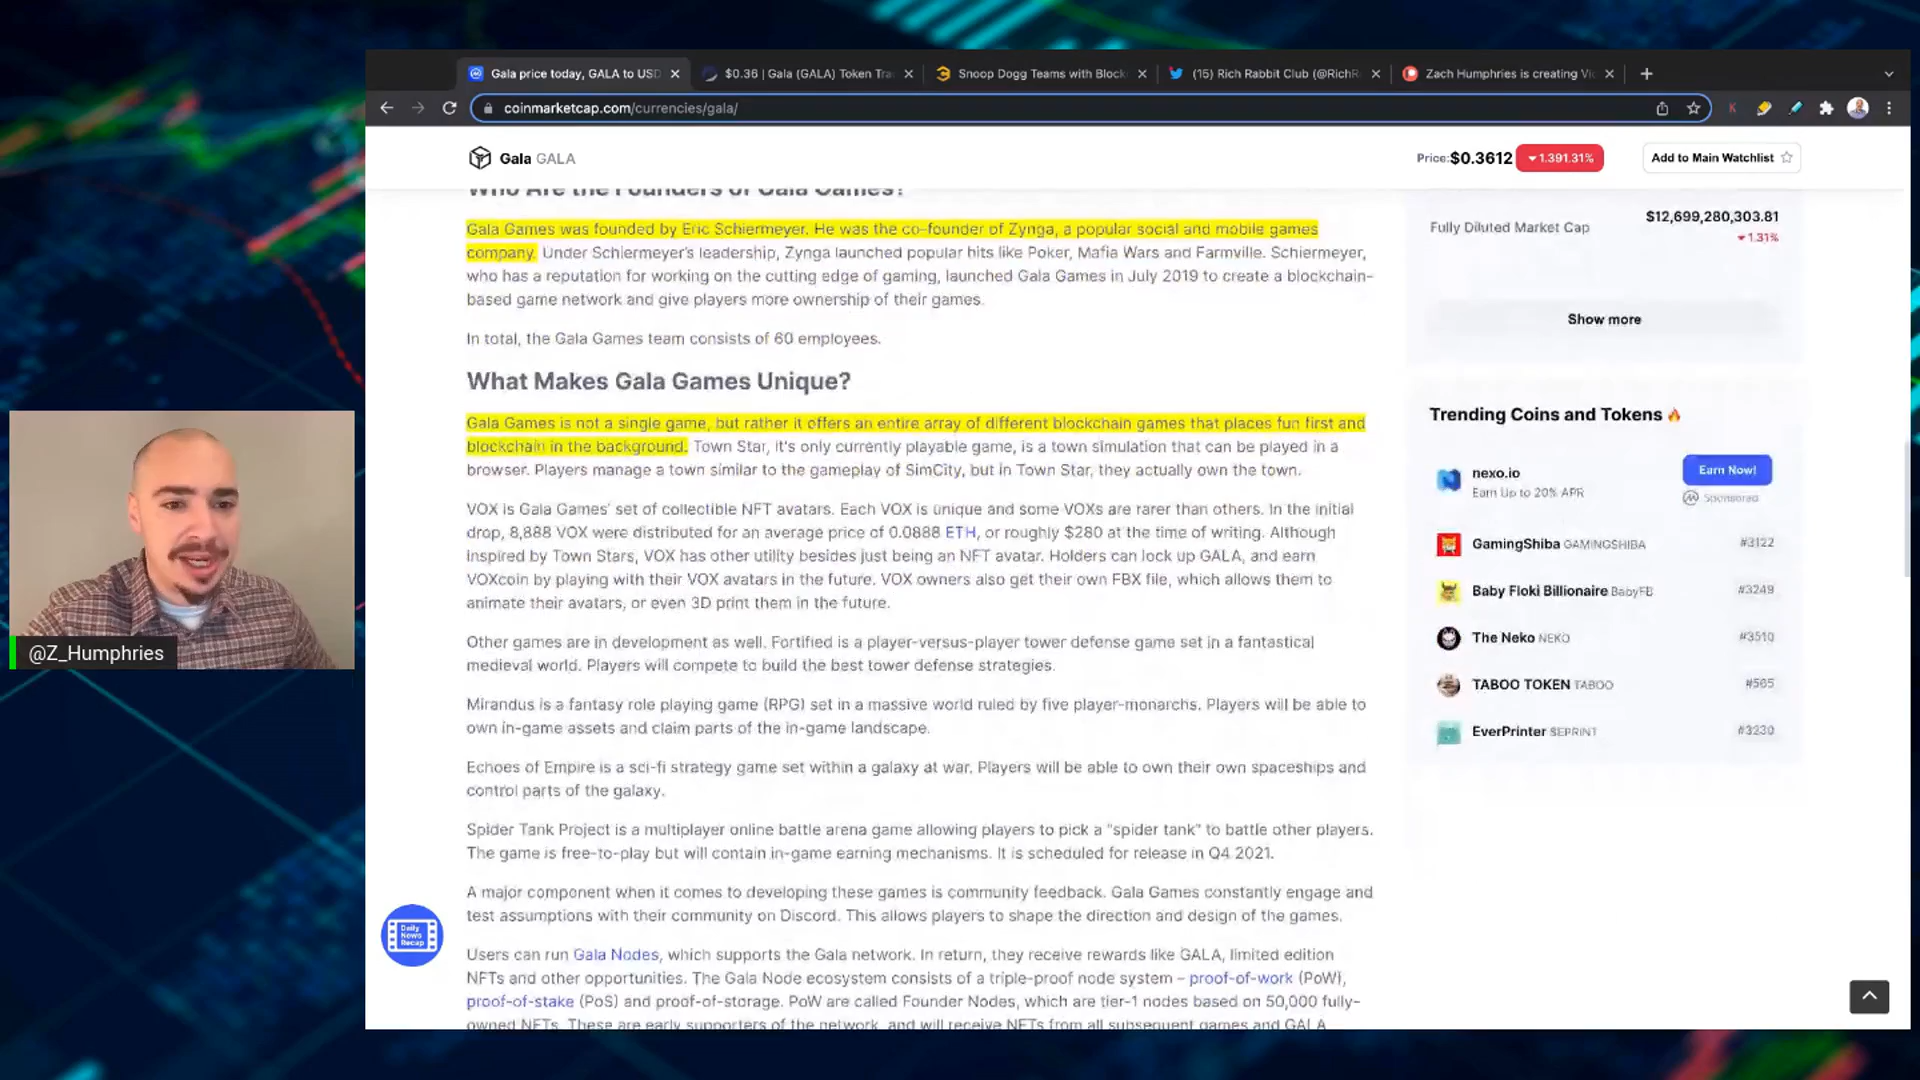 Gala price today, GALA to USD
$0.36 | Gala (GALA) Token Tra
Snoop Dogg Teams with Block
(15) Rich Rabbit Club (@RichR
Zach Humphries is creating Vi
coinmarketcap.com/currencies/gala/
Gala GALA
Price: $0.3612
1.391.31%
Add to Main Watchlist
Who Are the Founders of Gala Games?
Gala Games was founded by Eric Schiermeyer. He was the co-founder of Zynga, a popular social and mobile games
company. Under Schiermeyer's leadership, Zynga launched popular hits like Poker, Mafia Wars and Farmville. Schiermeyer,
who has a reputation for working on the cutting edge of gaming, launched Gala Games in July 2019 to create a blockchain-
based game network and give players more ownership of their games.
In total, the Gala Games team consists of 60 employees.
What Makes Gala Games Unique?
Gala Games is not a single game, but rather it offers an entire array of different blockchain games that places fun first and
blockchain in the background. Town Star, it's only currently playable game, is a town simulation that can be played in a
browser. Players manage a town similar to the gameplay of SimCity, but in Town Star, they actually own the town.
VOX is Gala Games' set of collectible NFT avatars. Each VOX is unique and some VOXs are rarer than others. In the initial
drop, 8,888 VOX were distributed for an average price of 0.0888 ETH, or roughly $280 at the time of writing. Although
inspired by Town Stars, VOX has other utility besides just being an NFT avatar. Holders can lock up GALA, and earn
VOXcoin by playing with their VOX avatars in the future. VOX owners also get their own FBX file, which allows them to
animate their avatars, or even 3D print them in the future.
Other games are in development as well. Fortified is a player-versus-player tower defense game set in a fantastical
medieval world. Players will compete to build the best tower defense strategies.
Mirandus is a fantasy role playing game (RPG) set in a massive world ruled by five player-monarchs. Players will be able to
own in-game assets and claim parts of the in-game landscape.
Echoes of Empire is a sci-fi strategy game set within a galaxy at war. Players will be able to own their own spaceships and
control parts of the galaxy.
Spider Tank Project is a multiplayer online battle arena game allowing players to pick a "spider tank" to battle other players.
The game is free-to-play but will contain in-game earning mechanisms. It is scheduled for release in Q4 2021.
A major component when it comes to developing these games is community feedback. Gala Games constantly engage and
test assumptions with their community on Discord. This allows players to shape the direction and design of the games.
Users can run Gala Nodes, which supports the Gala network. In return, they receive rewards like GALA, limited edition
NFTs and other opportunities. The Gala Node ecosystem consists of a triple-proof node system – proof-of-work (PoW),
proof-of-stake (PoS) and proof-of-storage. PoW are called Founder Nodes, which are tier-1 nodes based on 50,000 fully-
owned NFTs. These are early supporters of the network, and will receive NFTs from all subsequent games and GALA
Fully Diluted Market Cap
$12,699,280,303.81
1.31%
Show more
Trending Coins and Tokens
nexo.io
Earn Up to 20% APR
Earn Now!
Sponsored
GamingShiba GAMINGSHIBA #3122
Baby Floki Billionaire BabyFB #3249
The Neko NEKO #3510
TABOO TOKEN TABOO #565
EverPrinter $EPRINT #3230
@Z_Humphries
Daily
News
Recap